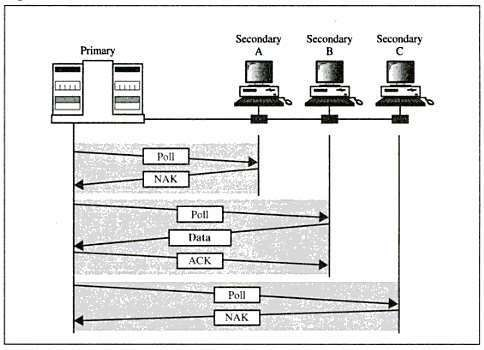 Primary
Secondary
A
Secondary
B
Secondary
C
Poll
NAK
Poll
Data
ACK
Poll
NAK